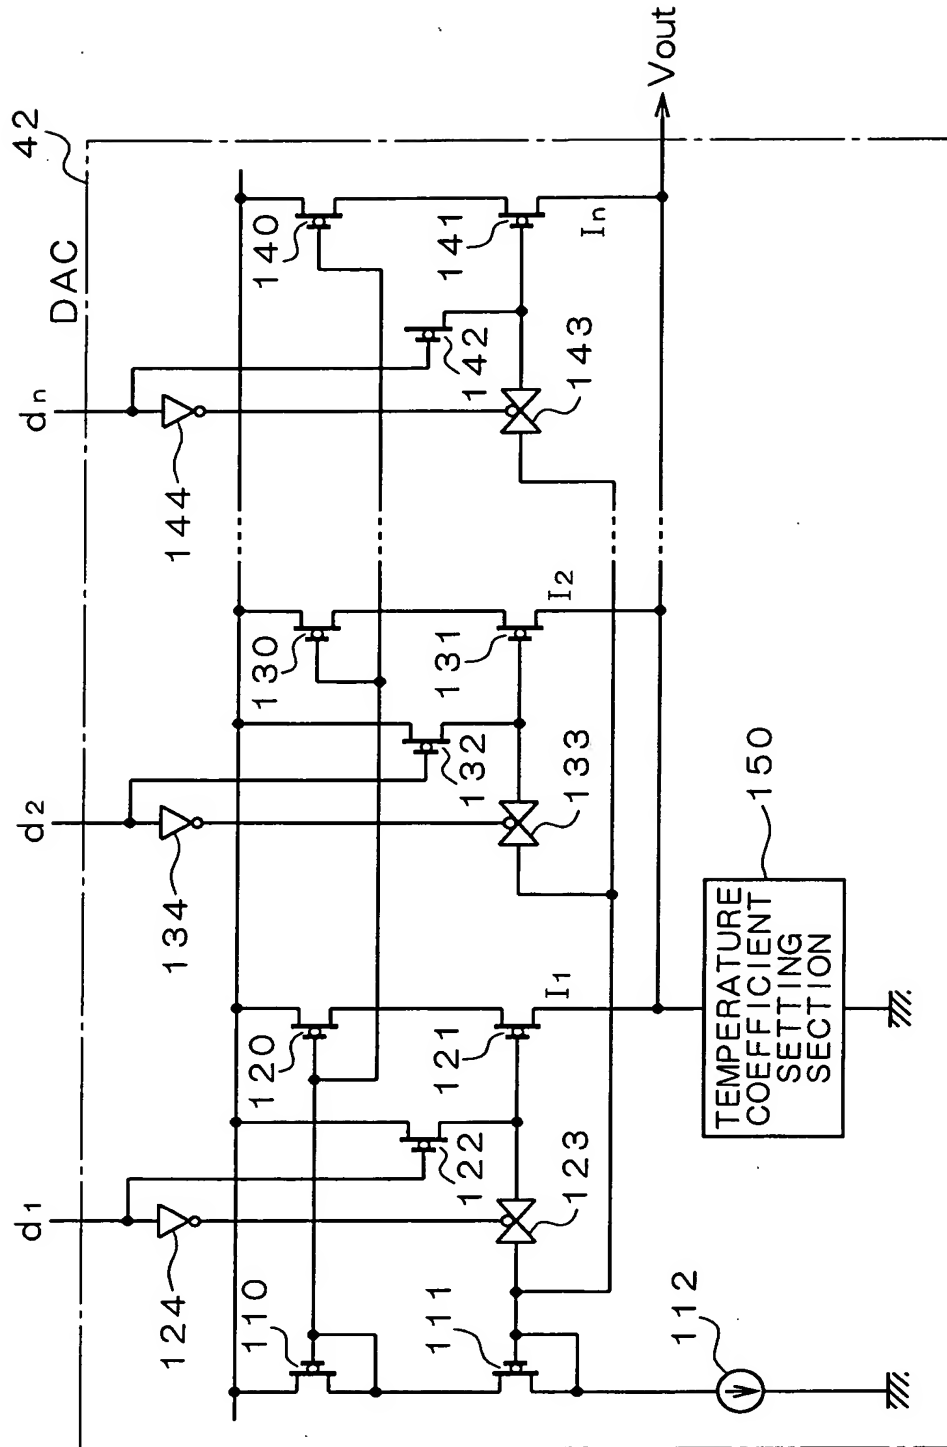 42
DAC
d1
d2
dn
124
134
144
110
120
130
140
122
132
142
111
121
131
141
I1
I2
In
123
133
143
Vout
112
TEMPERATURE
COEFFICIENT
SETTING
SECTION
150